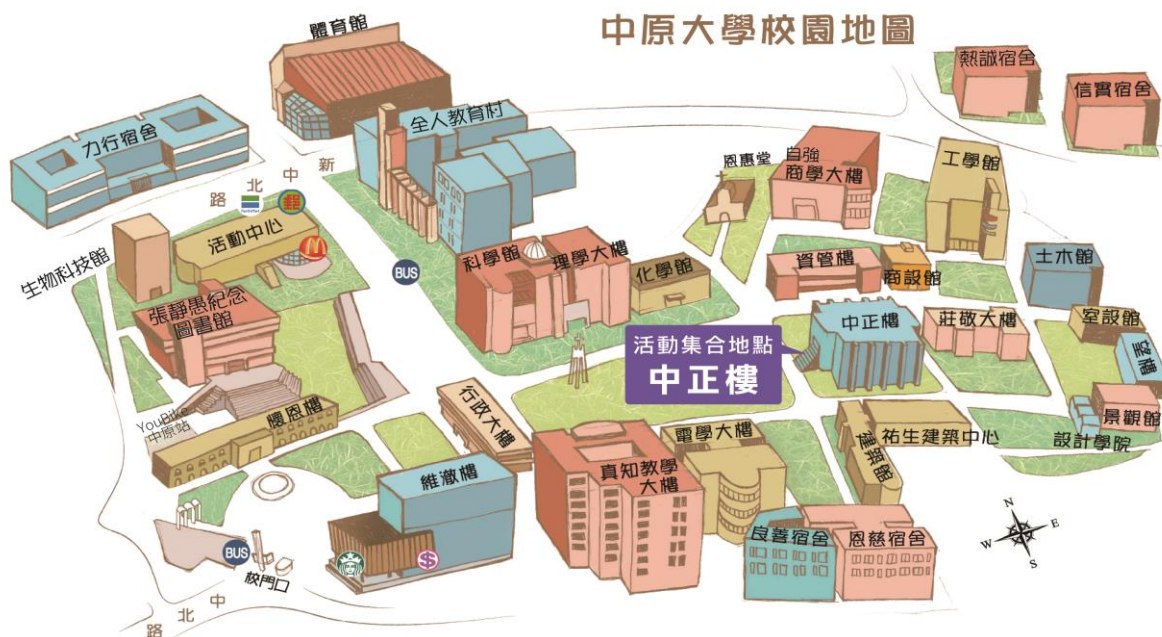 中原大學校園地圖
體育館
熱誠宿舍
信實宿舍
力行宿舍
全人教育村
恩惠堂
自強
商學大樓
工學館
新中北路
活動中心
生物科技館
BUS
科學館
理學大樓
化學館
資管樓
商設館
土木館
張靜愚紀念
圖書館
活動集合地點
中正樓
中正樓
莊敬大樓
室設館
望樓
YouBike
中原站
懷恩樓
行政大樓
電學大樓
建築館
祐生建築中心
景觀館
設計學院
維澈樓
真知教學
大樓
良善宿舍
恩慈宿舍
N
W
E
S
BUS
校門口
中北路